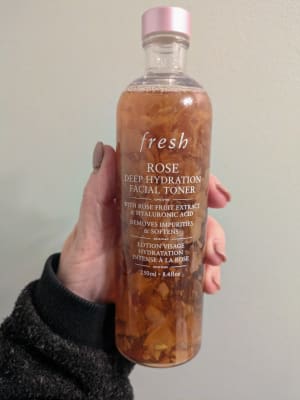 fresh
ROSE
DEEP HYDRATION
FACIAL TONER
WITH ROSE FRUIT EXTRACT
& HYALURONIC ACID
REMOVES IMPURITIES
& SOFTENS
LOTION VISAGE
HYDRATATION
INTENSE À LA ROSE
250ml - 8.4fl oz